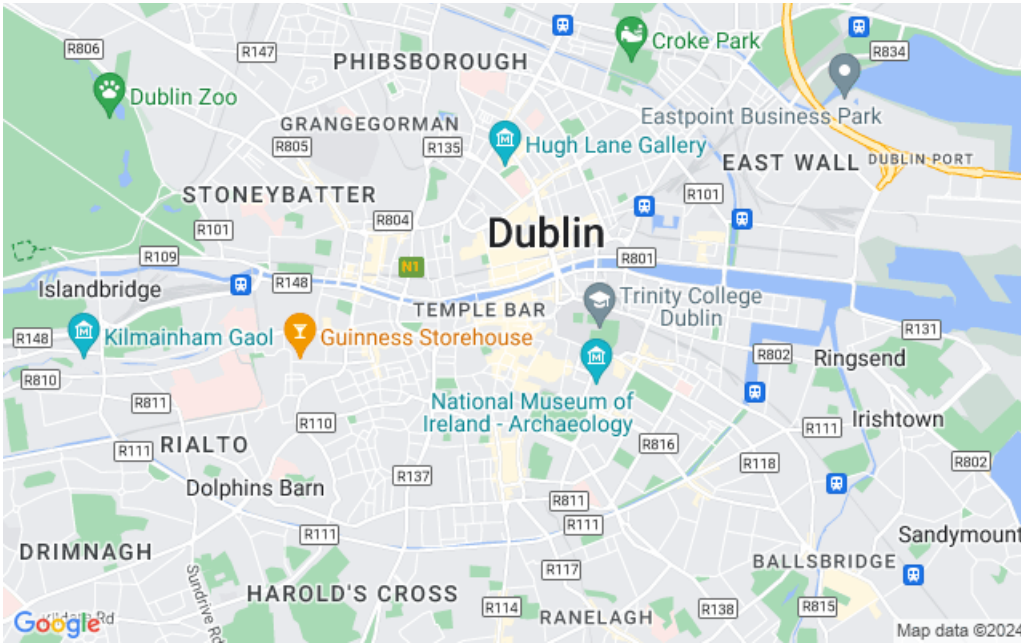 R806
R147
PHIBSBOROUGH
Croke Park
R834
Dublin Zoo
Eastpoint Business Park
GRANGEGORMAN
R805
R135
Hugh Lane Gallery
EAST WALL
DUBLIN PORT
STONEYBATTER
R101
R804
R101
Dublin
R109
N1
R801
Islandbridge
R148
TEMPLE BAR
Trinity College
Dublin
R148
Kilmainham Gaol
Guinness Storehouse
R131
R802
Ringsend
R810
R811
National Museum of
Ireland - Archaeology
R110
R111
Irishtown
RIALTO
R111
R816
R118
R802
R137
Dolphins Barn
R811
R111
R111
Sandymount
DRIMNAGH
BALLSBRIDGE
R117
Sundrive Rd
HAROLD'S CROSS
R114
RANELAGH
R138
R815
Google
Map data ©2024